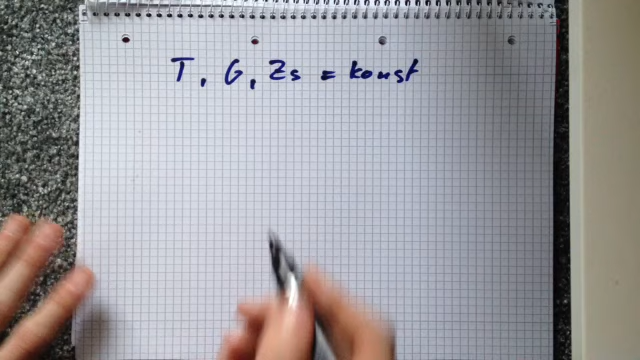 T, G, Zs = konst